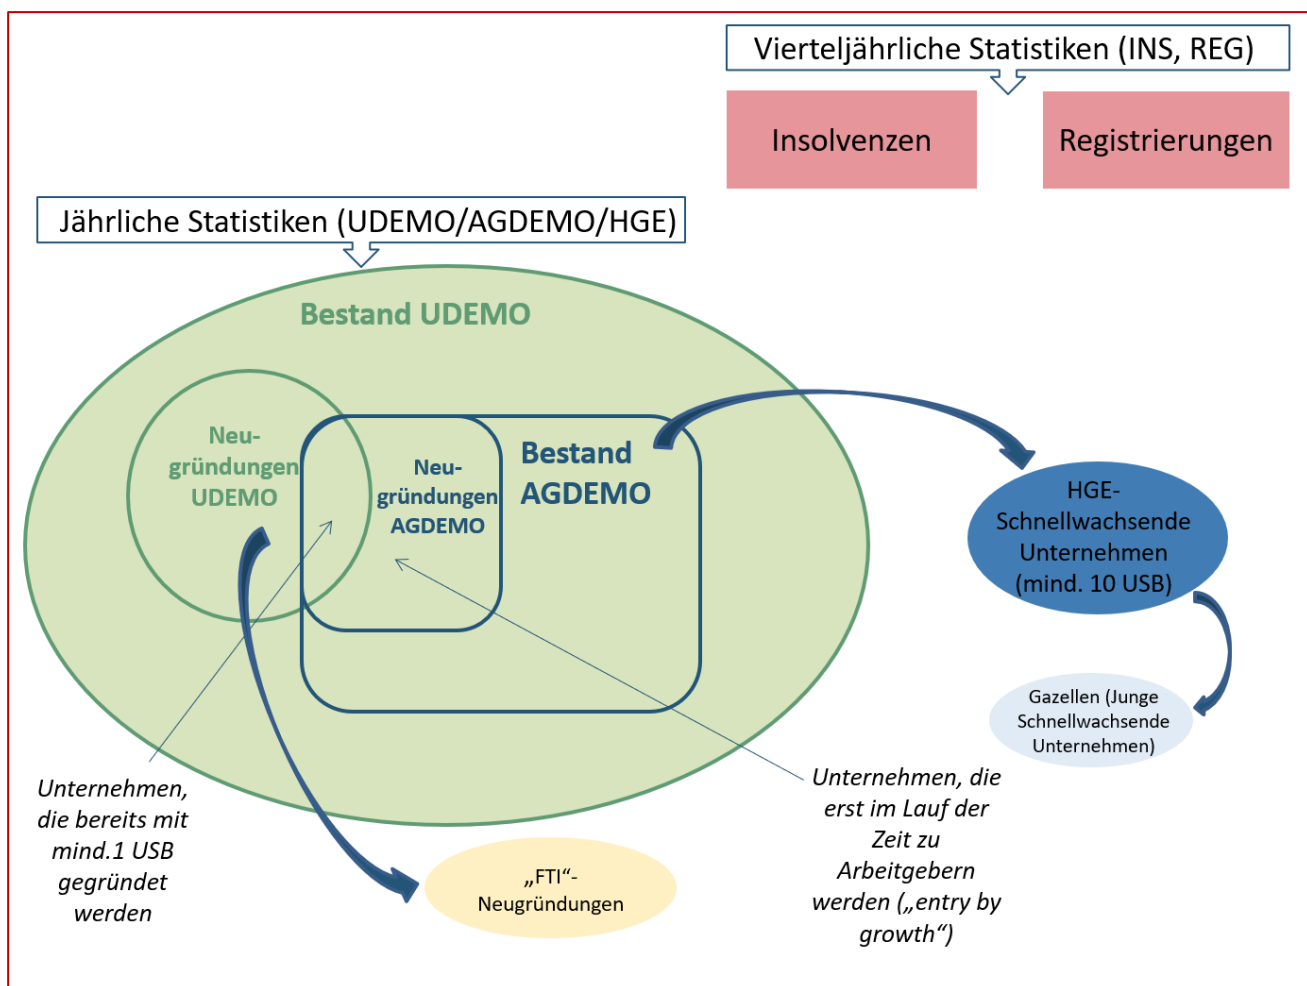 Vierteljährliche Statistiken (INS, REG)
Insolvenzen
Registrierungen
Jährliche Statistiken (UDEMO/AGDEMO/HGE)
Bestand UDEMO
Neu-
gründungen
UDEMO
Neu-
gründungen
AGDEMO
Bestand
AGDEMO
HGE-
Schnellwachsende
Unternehmen
(mind. 10 USB)
Gazellen (Junge
Schnellwachsende
Unternehmen)
Unternehmen,
die bereits mit
mind.1 USB
gegründet
werden
„FTI“-
Neugründungen
Unternehmen, die
erst im Lauf der
Zeit zu
Arbeitgebern
werden („entry by
growth“)